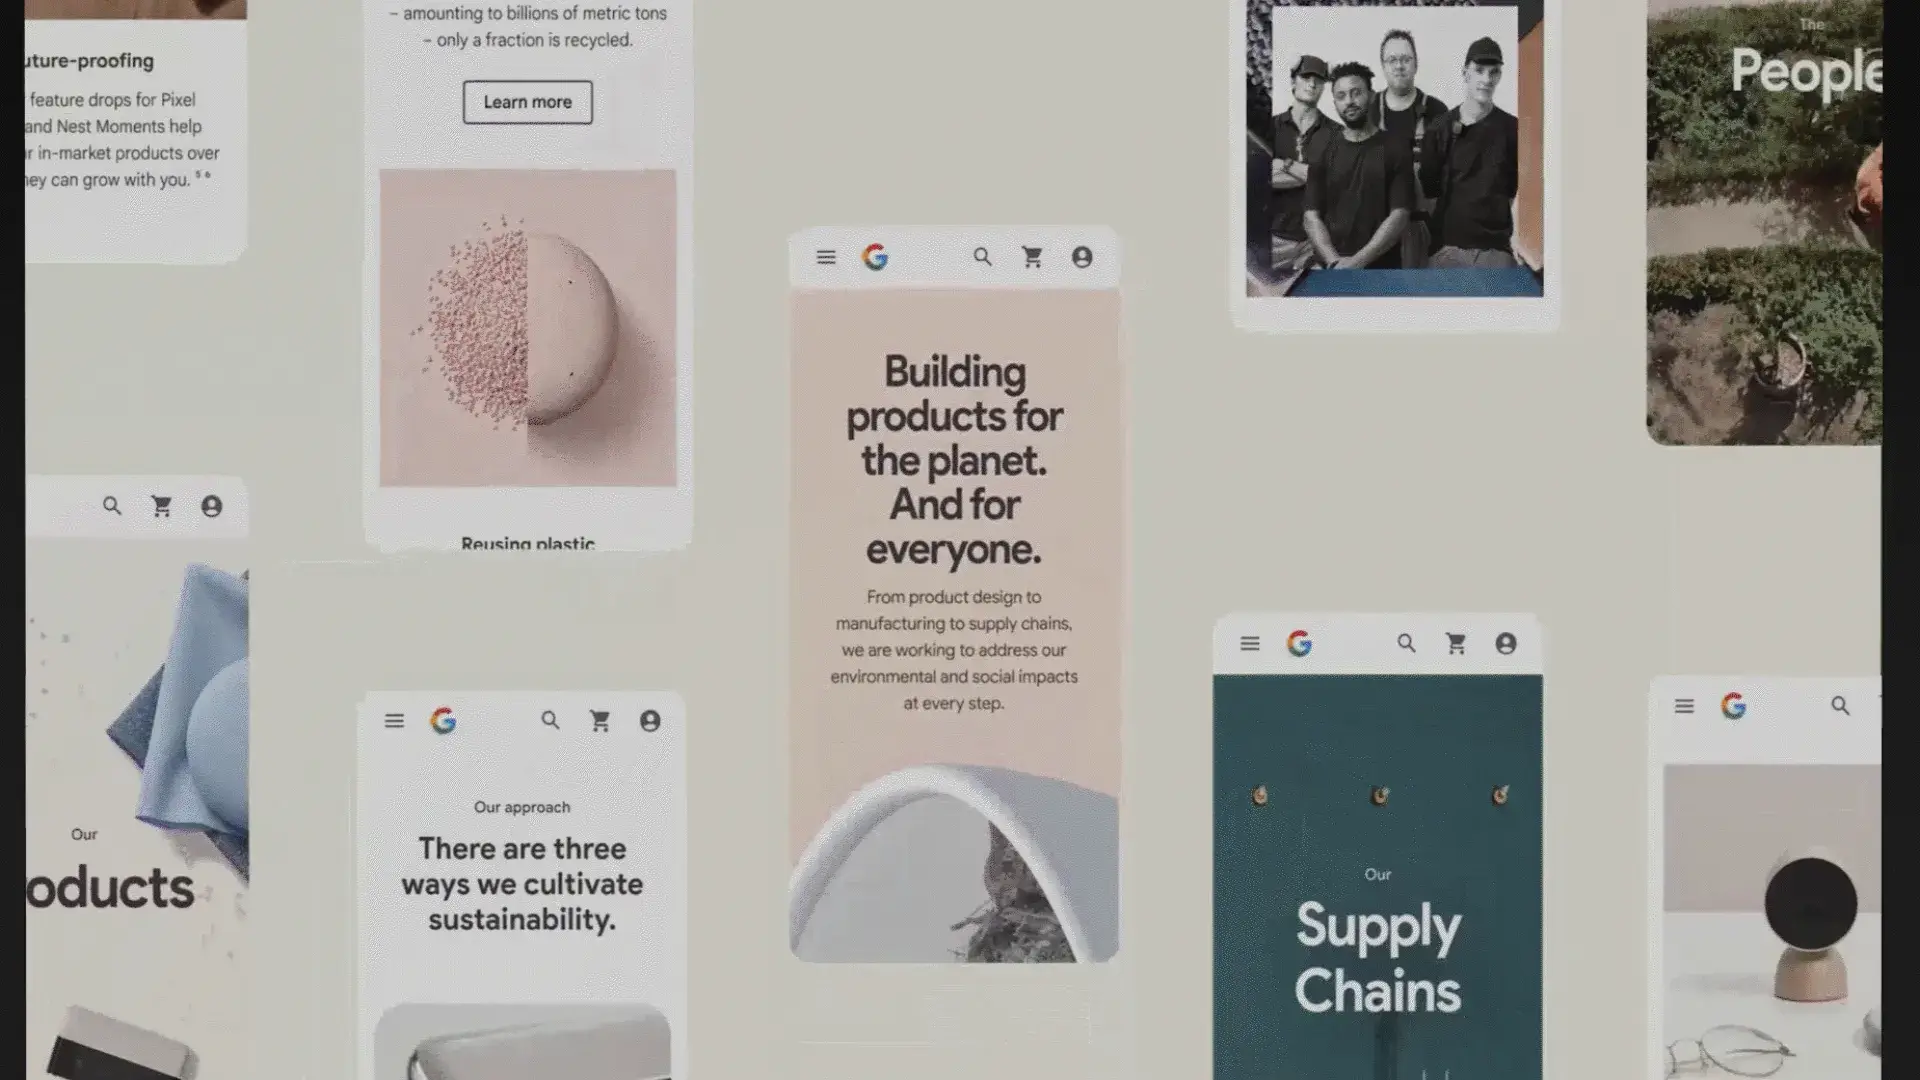 uture-proofing
feature drops for Pixel
and Nest Moments help
r in-market products over
ey can grow with you. ⁵ ⁶
Our
oducts
– amounting to billions of metric tons
– only a fraction is recycled.
Learn more
Reusing plastic
Our approach
There are three
ways we cultivate
sustainability.
Building
products for
the planet.
And for
everyone.
From product design to
manufacturing to supply chains,
we are working to address our
environmental and social impacts
at every step.
Our
Supply
Chains
The
People